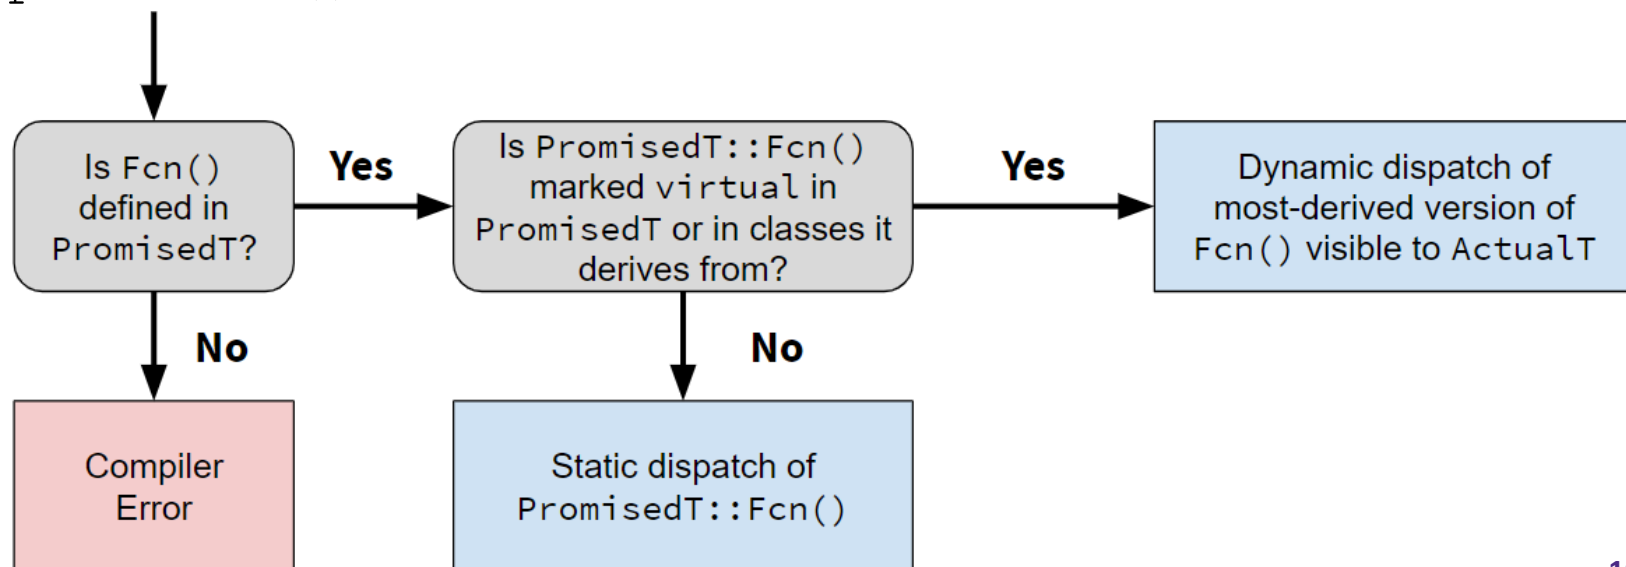 Is Fcn()
defined in
PromisedT?
Yes
Is PromisedT::Fcn()
marked virtual in
PromisedT or in classes it
derives from?
Yes
Dynamic dispatch of
most-derived version of
Fcn() visible to ActualT
No
No
Compiler
Error
Static dispatch of
PromisedT::Fcn()